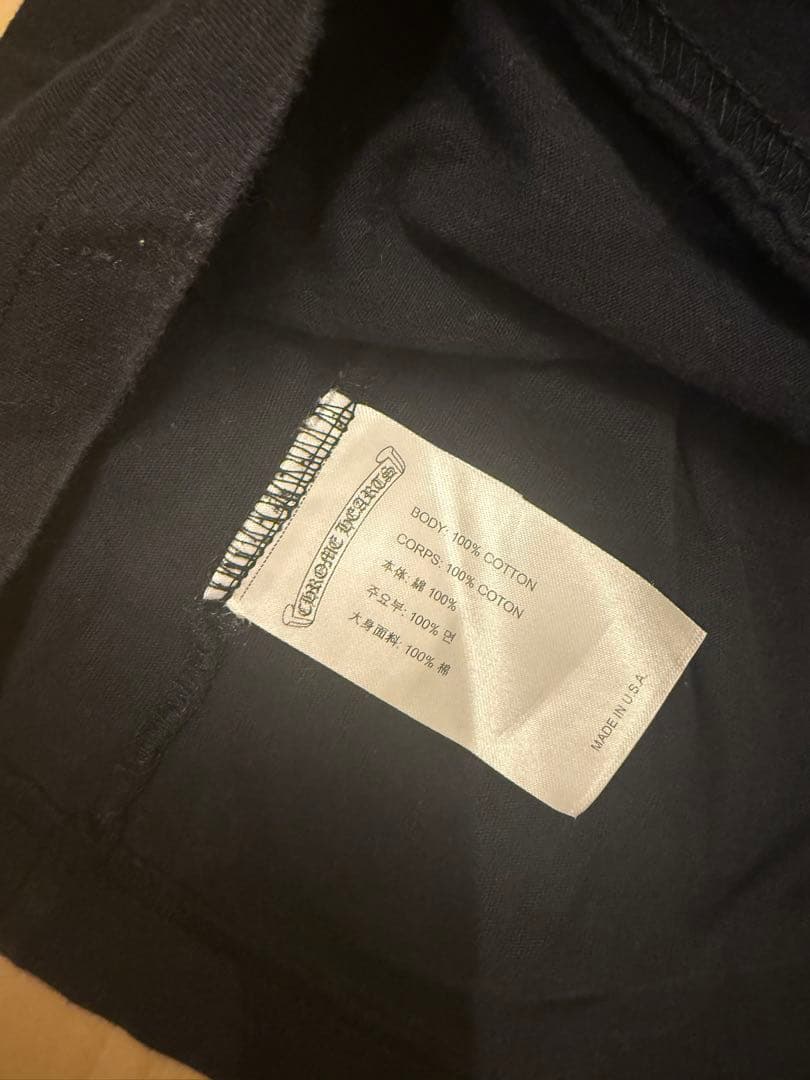 CHROME HEARTS
BODY: 100% COTTON
CORPS: 100% COTON
本体: 綿 100%
주요부: 100% 면
大身面料: 100% 棉
MADE IN U.S.A.